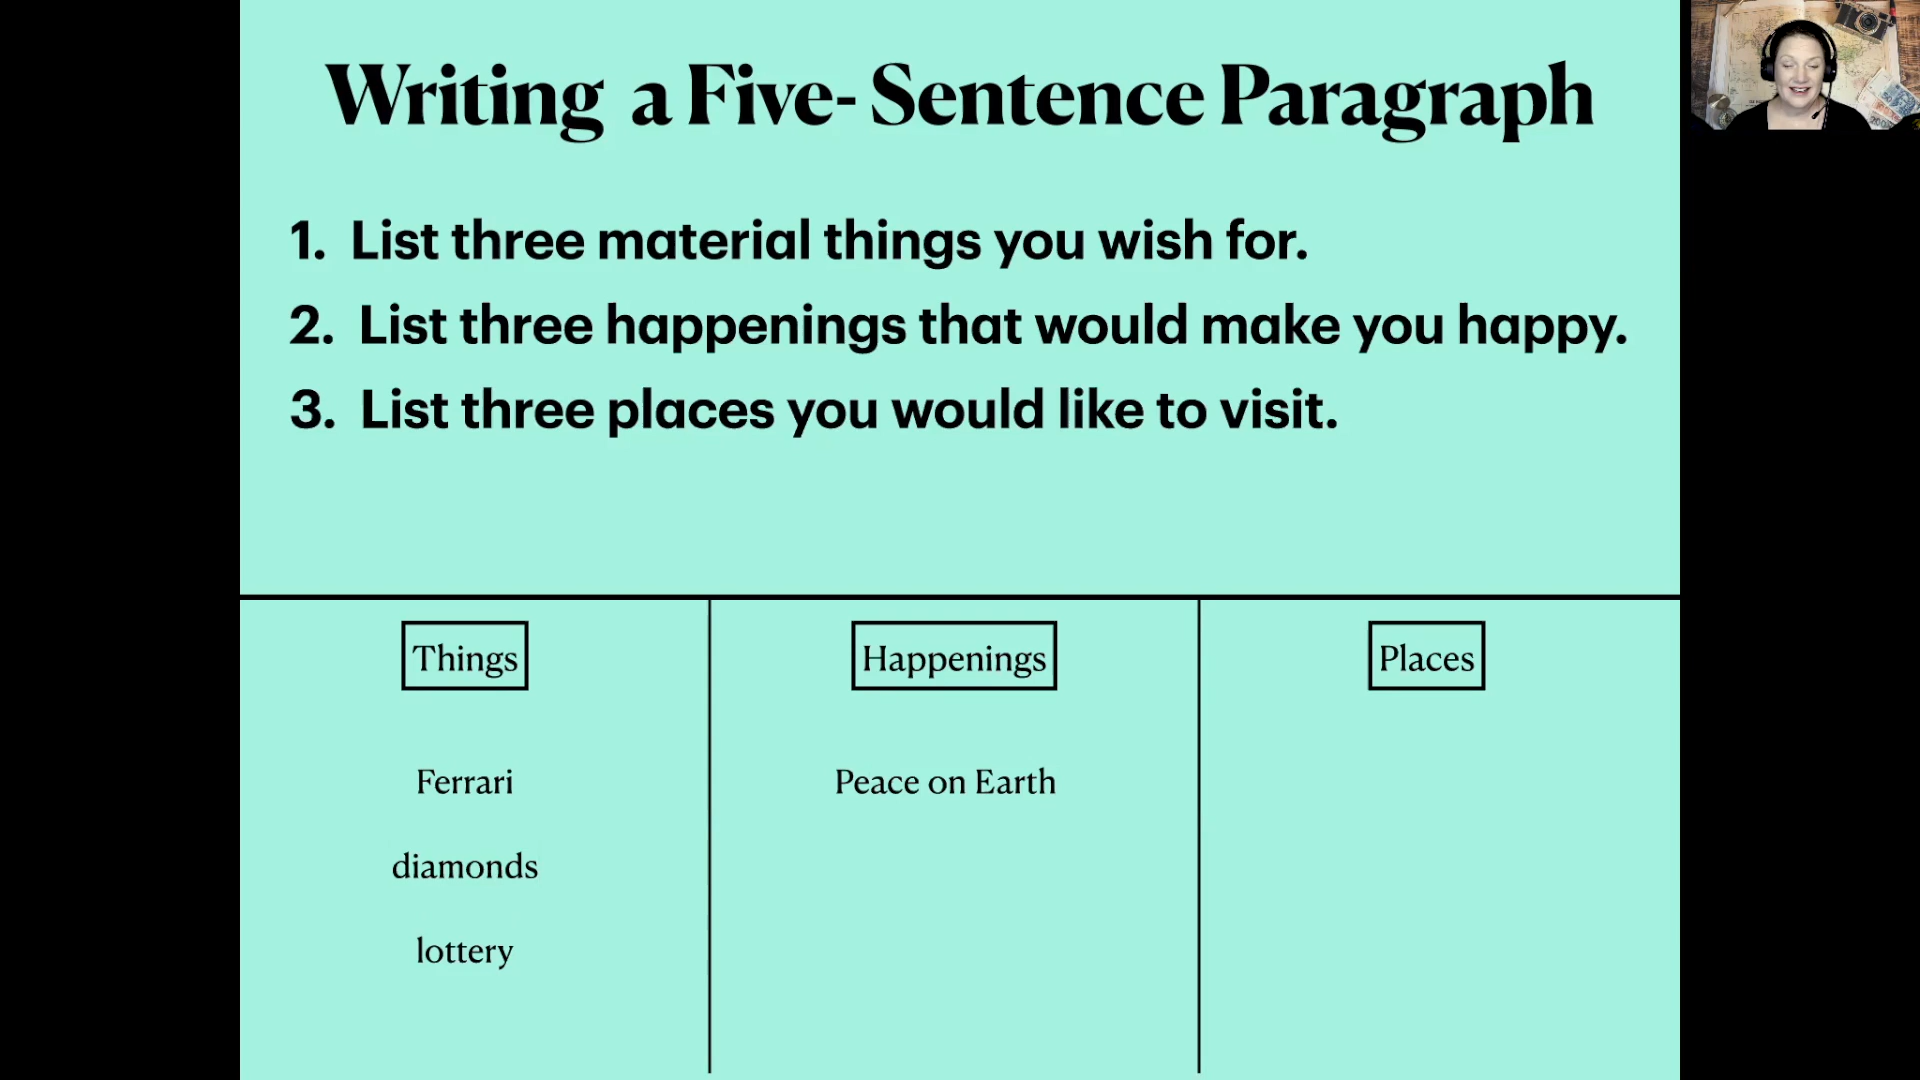 Writing a Five- Sentence Paragraph
1. List three material things you wish for.
2. List three happenings that would make you happy.
3. List three places you would like to visit.
Things
Happenings
Places
Ferrari
Peace on Earth
diamonds
lottery